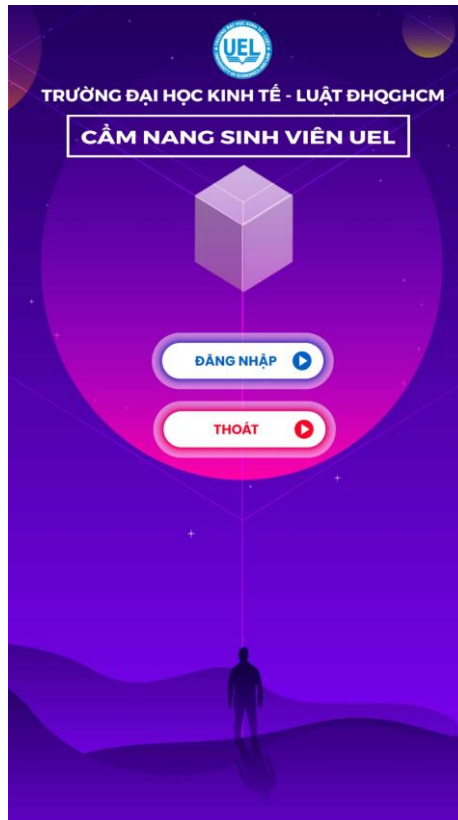 UEL
TRƯỜNG ĐẠI HỌC KINH TẾ - LUẬT ĐHQGHCM
CẨM NANG SINH VIÊN UEL
ĐĂNG NHẬP
THOÁT